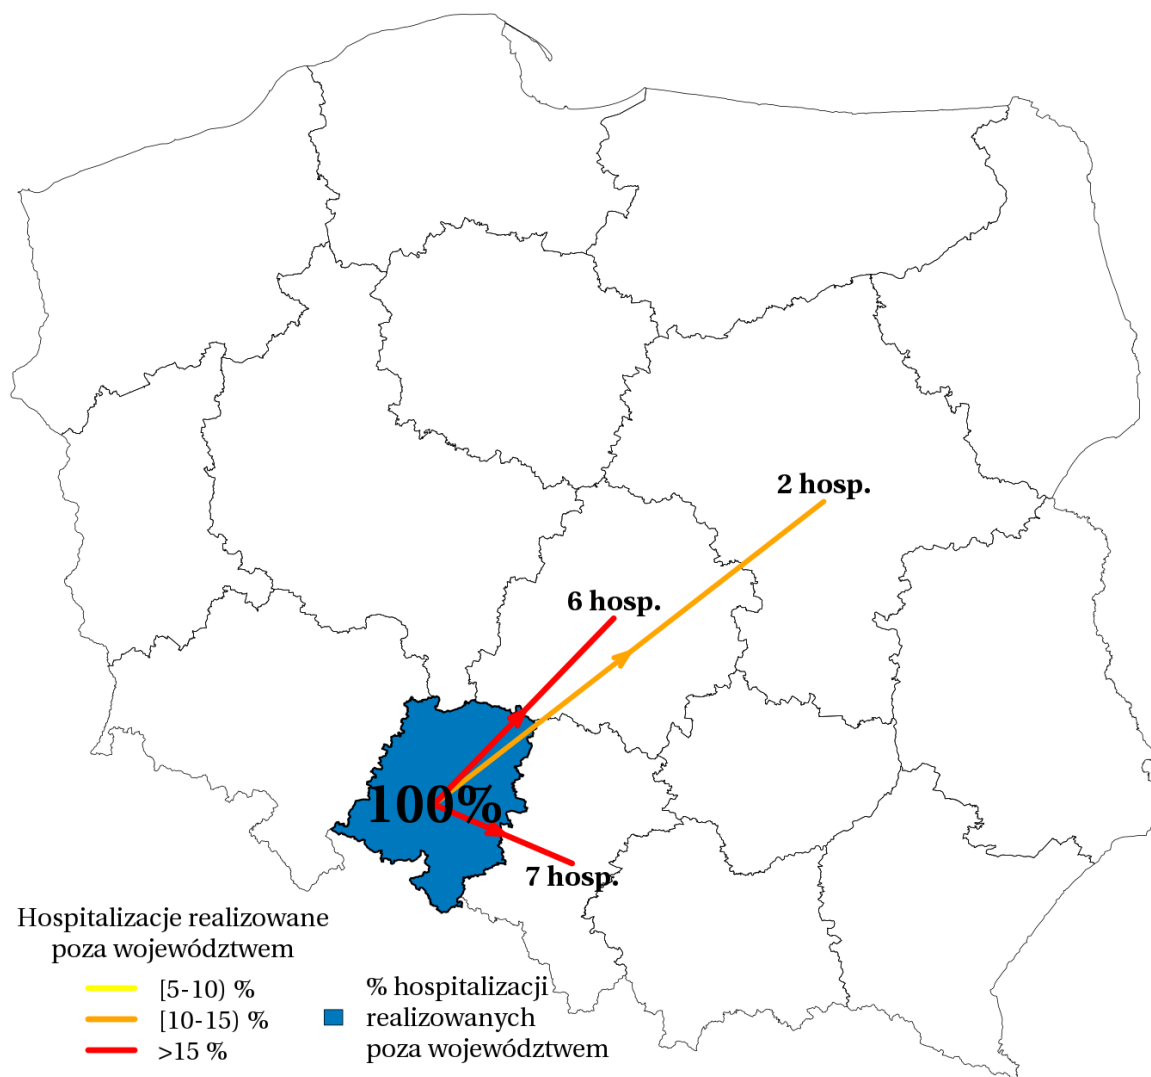 2 hosp.
6 hosp.
100%
7 hosp.
Hospitalizacje realizowane
poza województwem
[5-10) %
[10-15) %
>15 %
% hospitalizacji
realizowanych
poza województwem